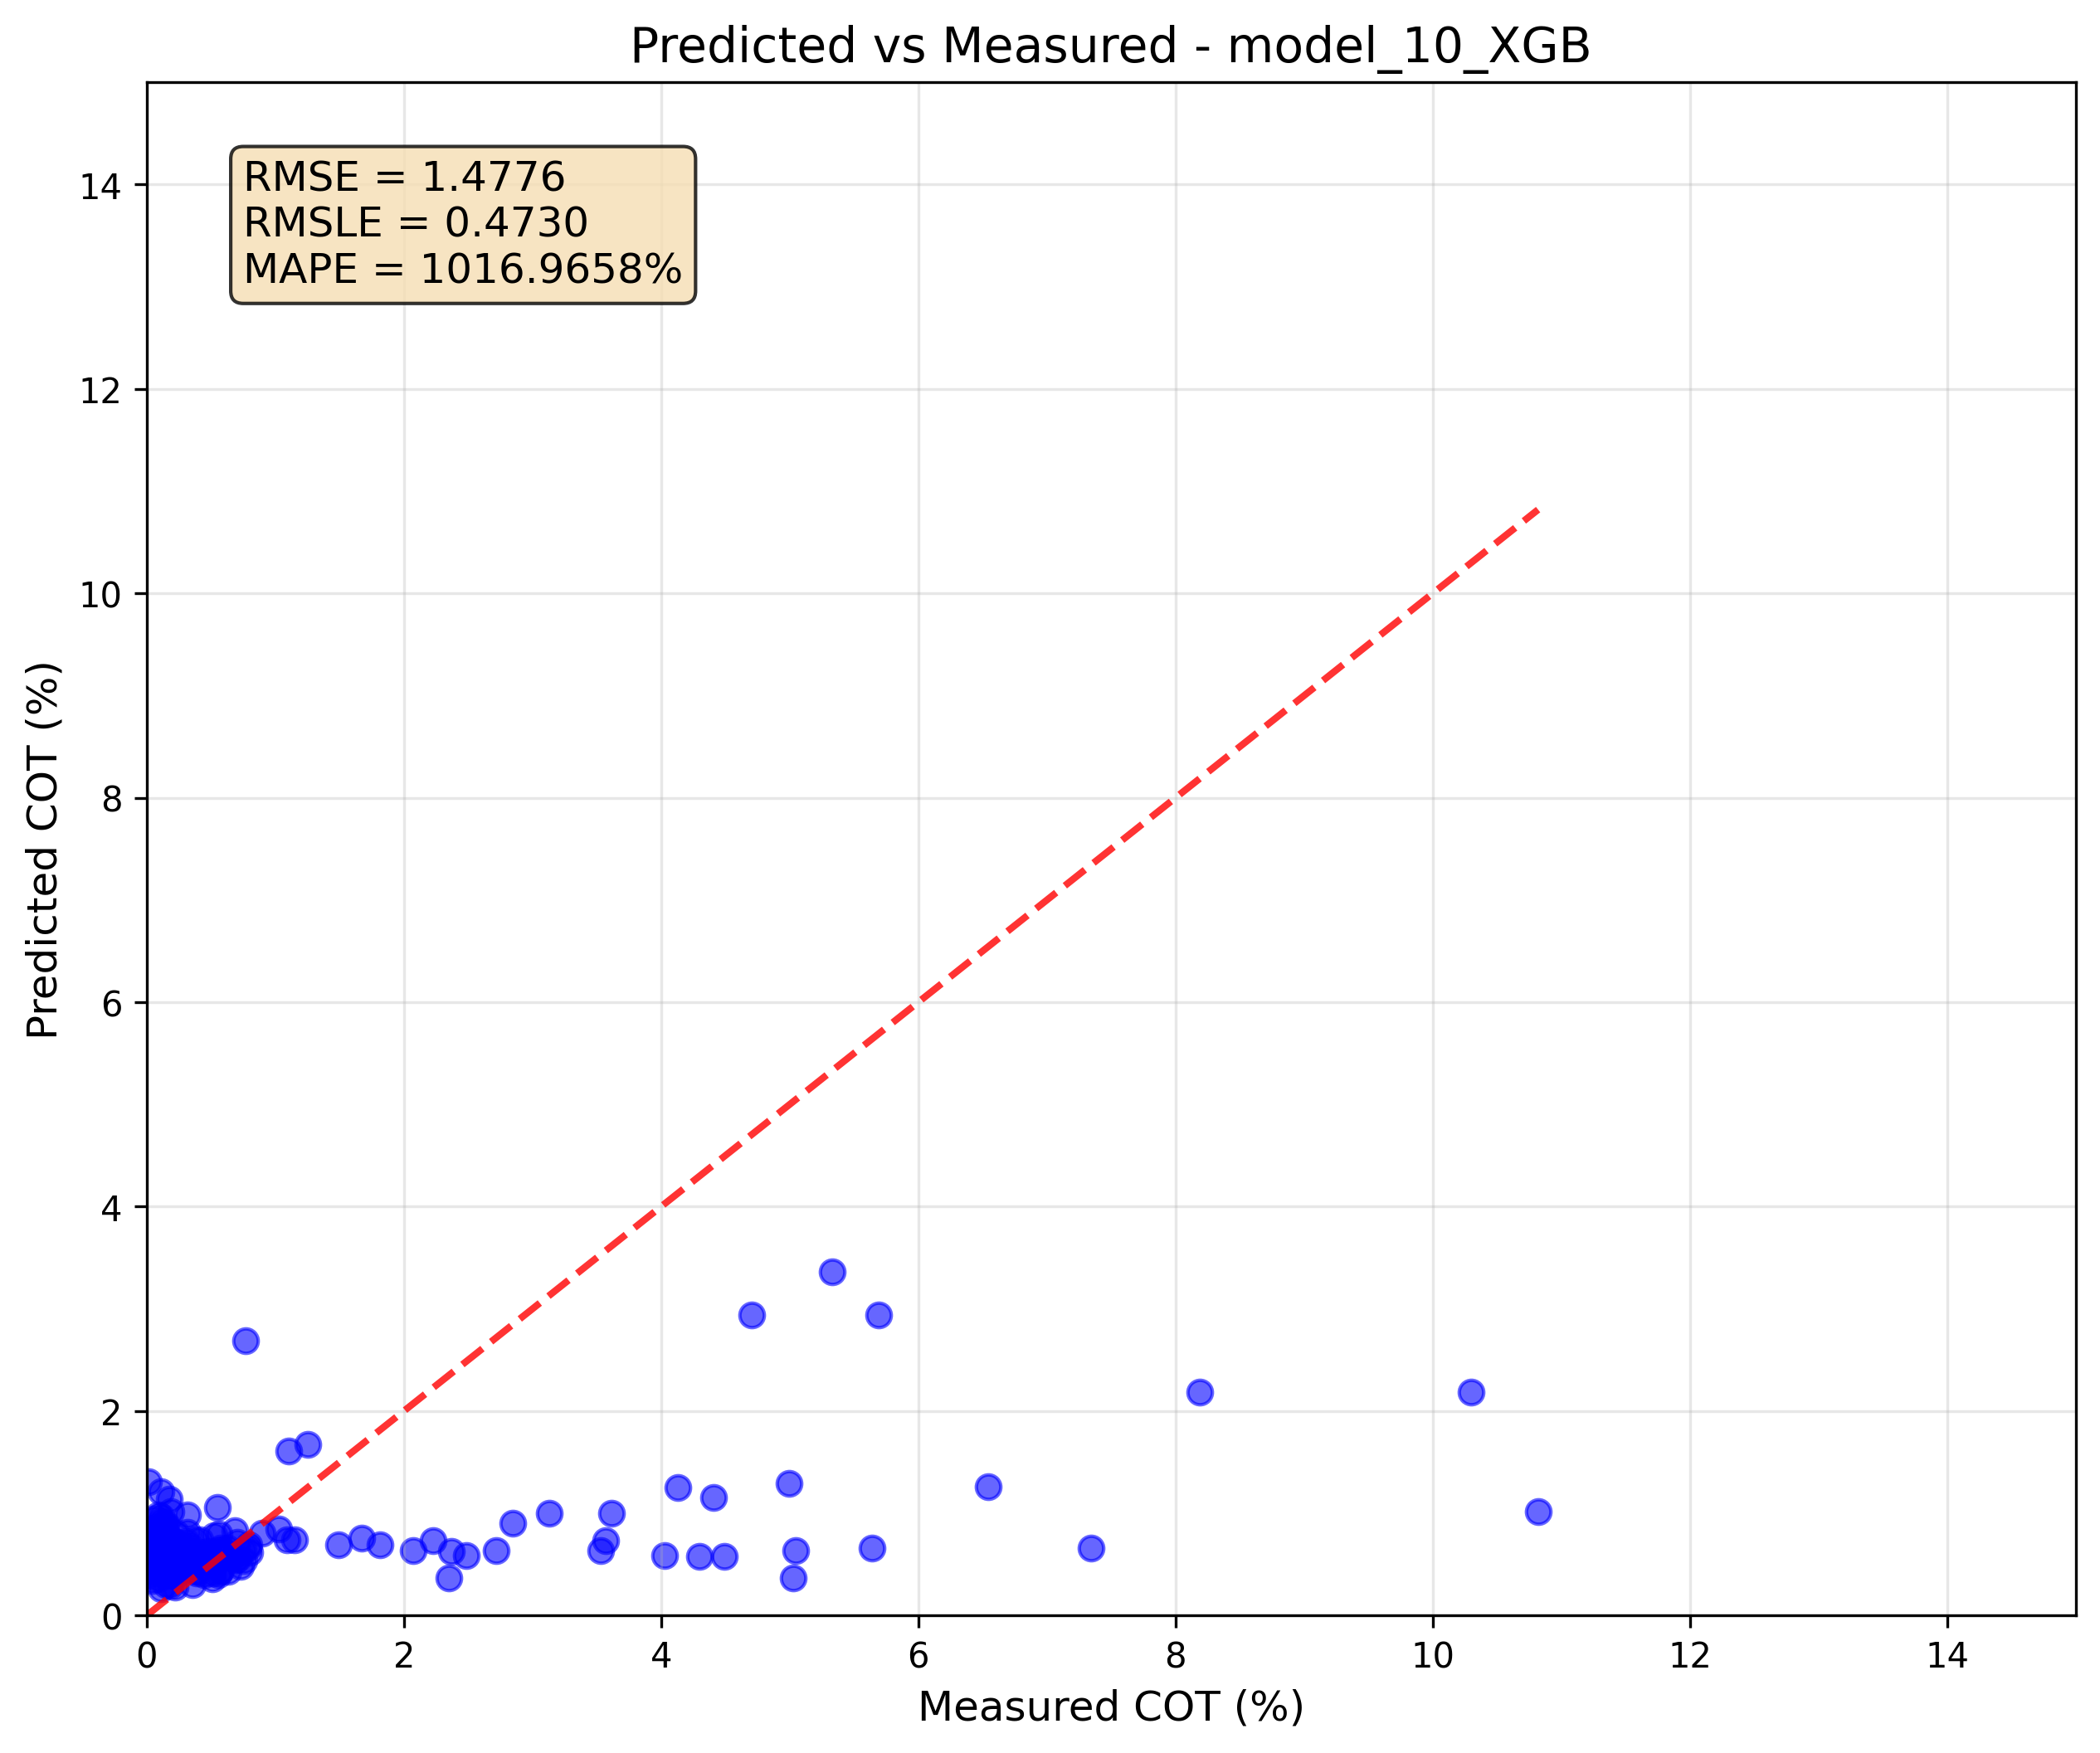 Predicted vs Measured - model_10_XGB
RMSE = 1.4776
RMSLE = 0.4730
MAPE = 1016.9658%
14
12
10
8
6
4
2
0
Predicted COT (%)
0 2 4 6 8 10 12 14
Measured COT (%)